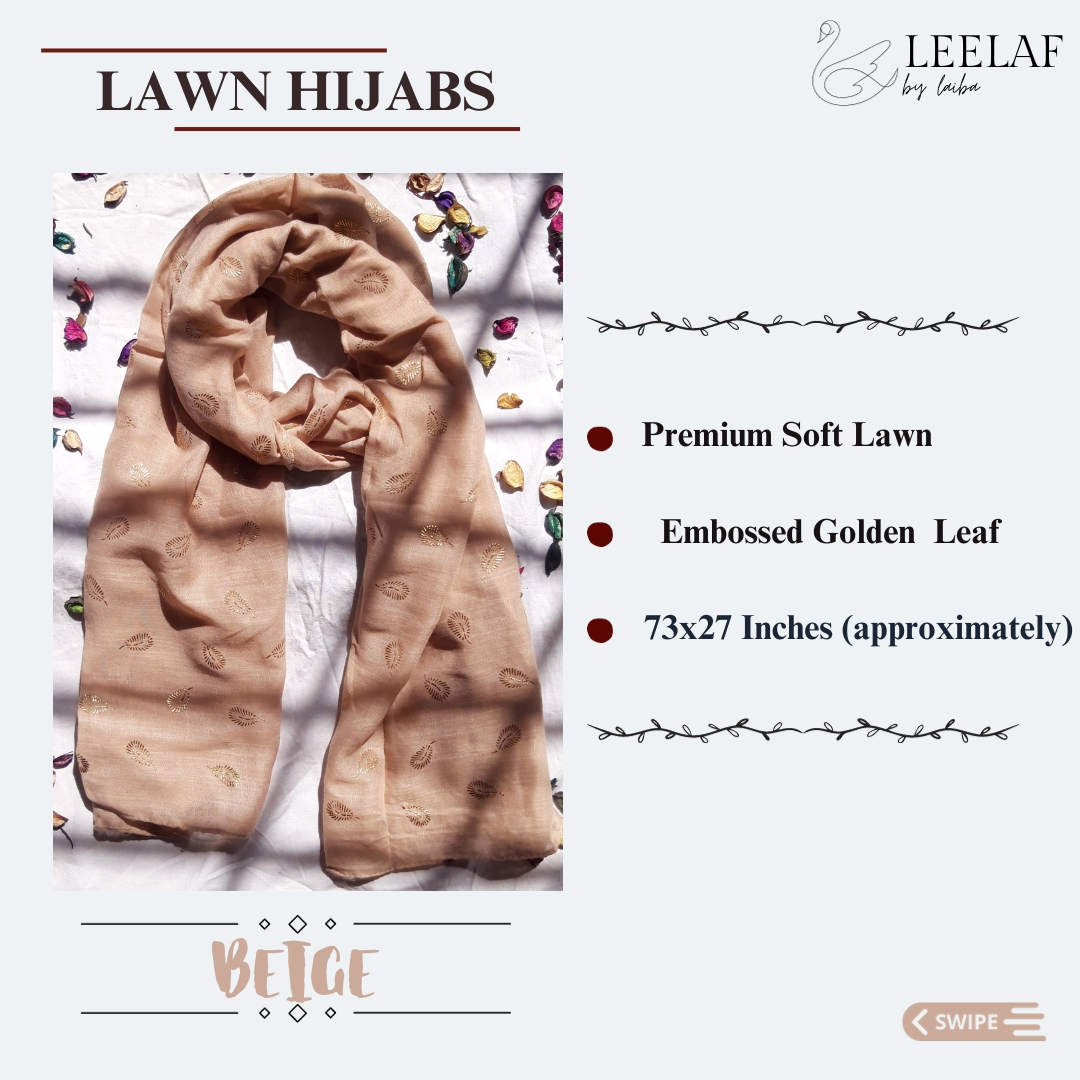 LAWN HIJABS
LEELAF
by laiba
Premium Soft Lawn
Embossed Golden Leaf
73x27 Inches (approximately)
BEIGE
SWIPE